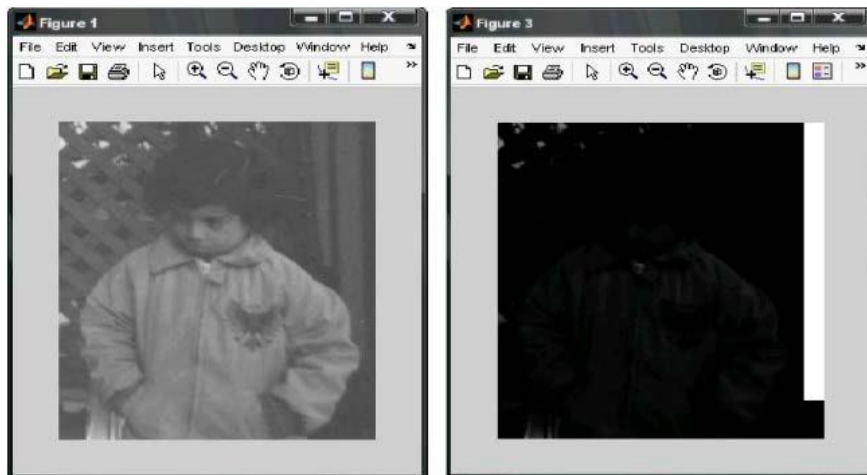 Figure 1
File Edit View Insert Tools Desktop Window Help
Figure 3
File Edit View Insert Tools Desktop Window Help